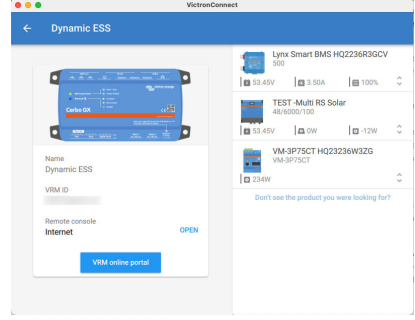 VictronConnect
Dynamic ESS
Cerbo GX
Name
Dynamic ESS
VRM ID
Remote console
Internet
OPEN
VRM online portal
Lynx Smart BMS HQ2236R3GCV
500
53.45V
3.50A
100%
TEST -Multi RS Solar
48/6000/100
53.45V
0W
-12W
VM-3P75CT HQ23236W3ZG
VM-3P75CT
234W
Don't see the product you were looking for?